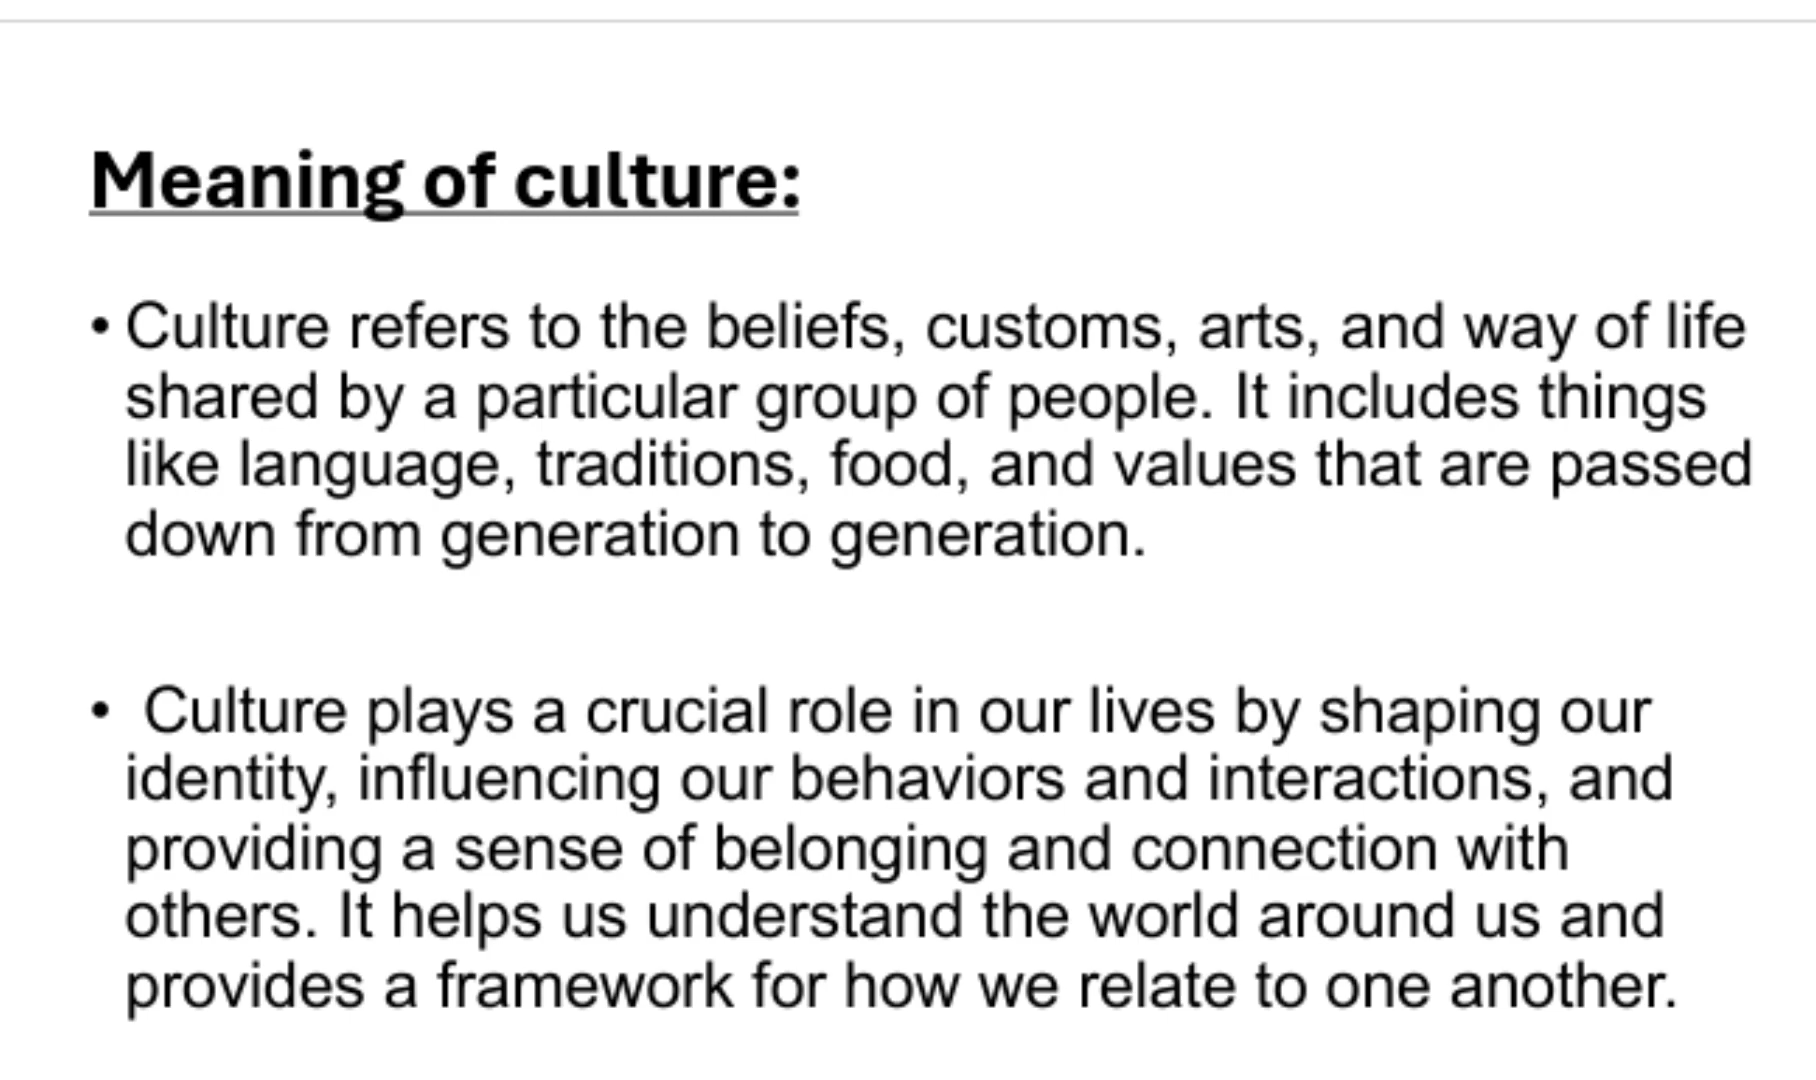 Meaning of culture:
• Culture refers to the beliefs, customs, arts, and way of life
shared by a particular group of people. It includes things
like language, traditions, food, and values that are passed
down from generation to generation.
• Culture plays a crucial role in our lives by shaping our
identity, influencing our behaviors and interactions, and
providing a sense of belonging and connection with
others. It helps us understand the world around us and
provides a framework for how we relate to one another.